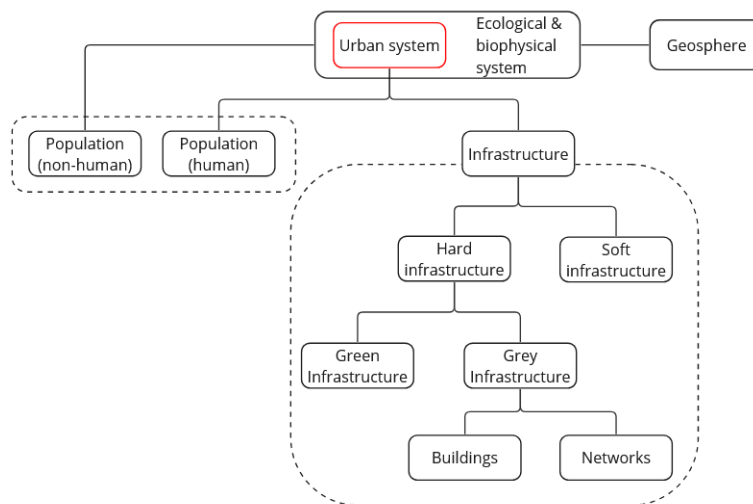 Urban system
Ecological &
biophysical
system
Geosphere
Population
(non-human)
Population
(human)
Infrastructure
Hard
infrastructure
Soft
infrastructure
Green
Infrastructure
Grey
Infrastructure
Buildings
Networks